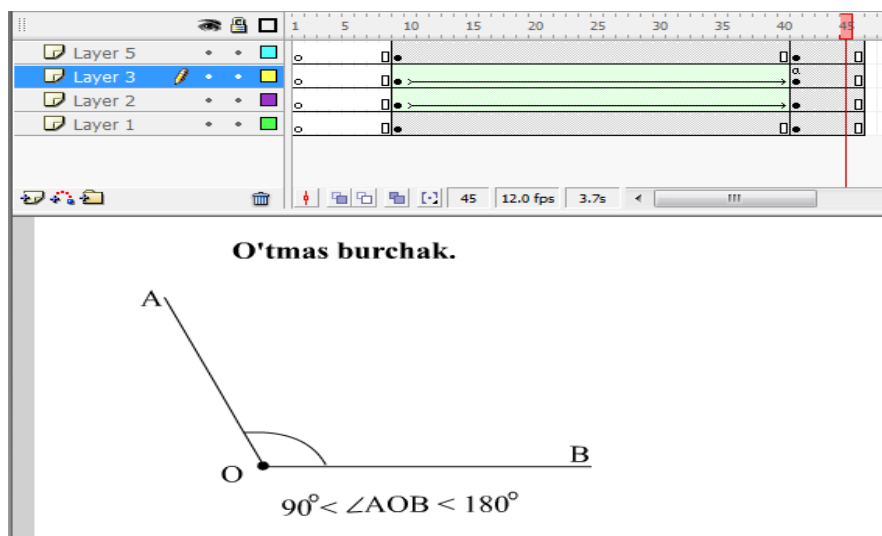 1 5 10 15 20 25 30 35 40 45
Layer 5
Layer 3
a
Layer 2
Layer 1
45 12.0 fps 3.7s
O'tmas burchak.
A
B
O
90°< ∠AOB < 180°